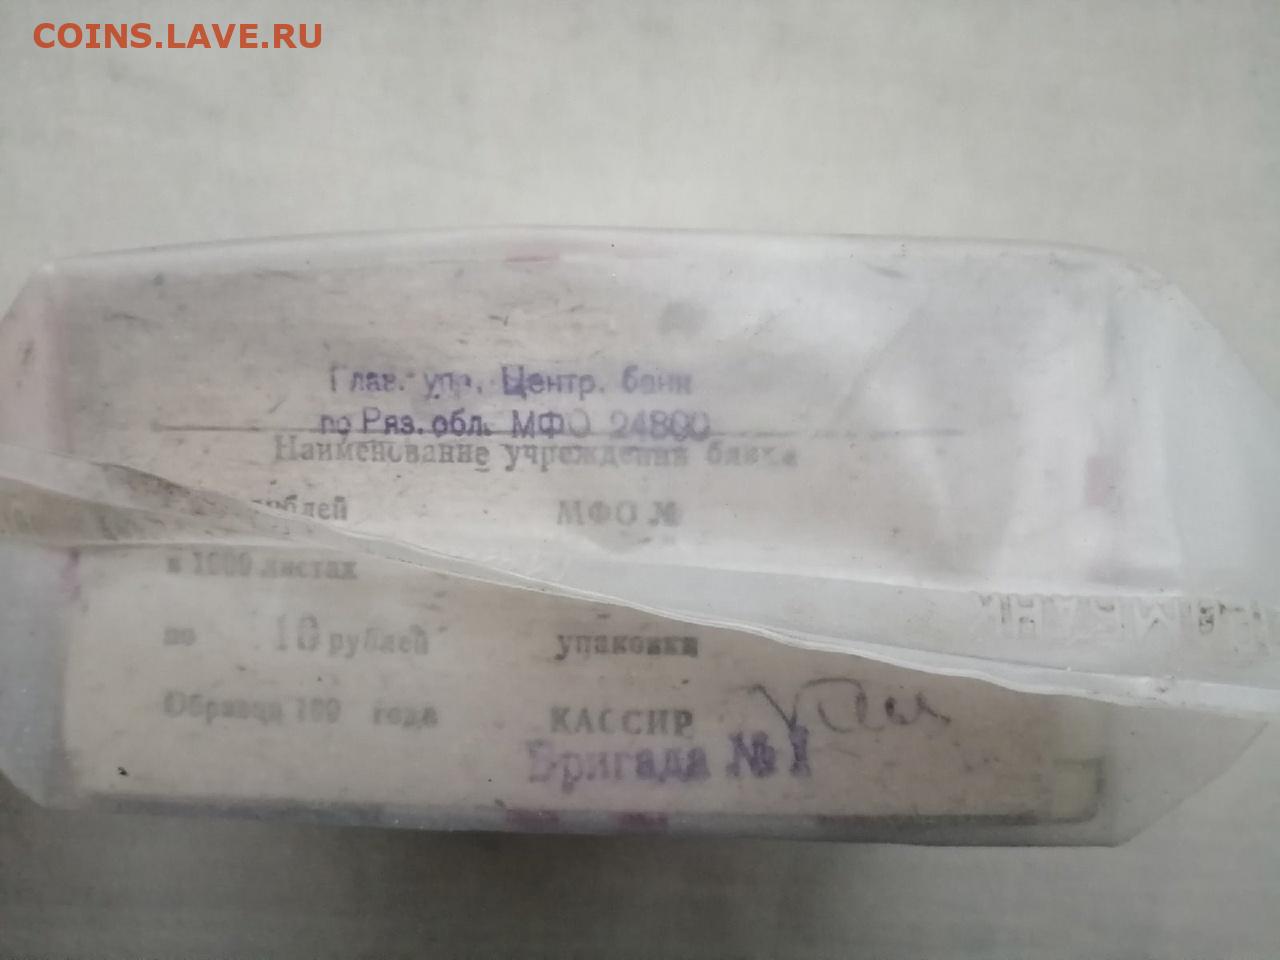 COINS.LAVE.RU
Глав. упр. Центр. банк
по Ряз. обл. МФО 24800
Наименование учреждения банка
рублей МФО №
в 1000 листах
по 10 рублей упаковки
Образца 199 года КАССИР
Бригада № 1